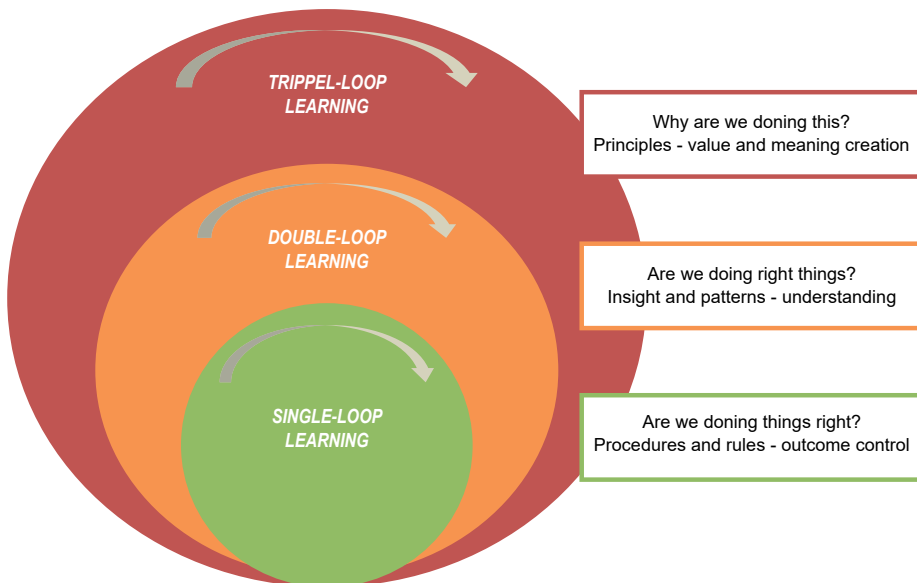 TRIPPEL-LOOP
LEARNING
Why are we doning this?
Principles - value and meaning creation
DOUBLE-LOOP
LEARNING
Are we doing right things?
Insight and patterns - understanding
SINGLE-LOOP
LEARNING
Are we doning things right?
Procedures and rules - outcome control